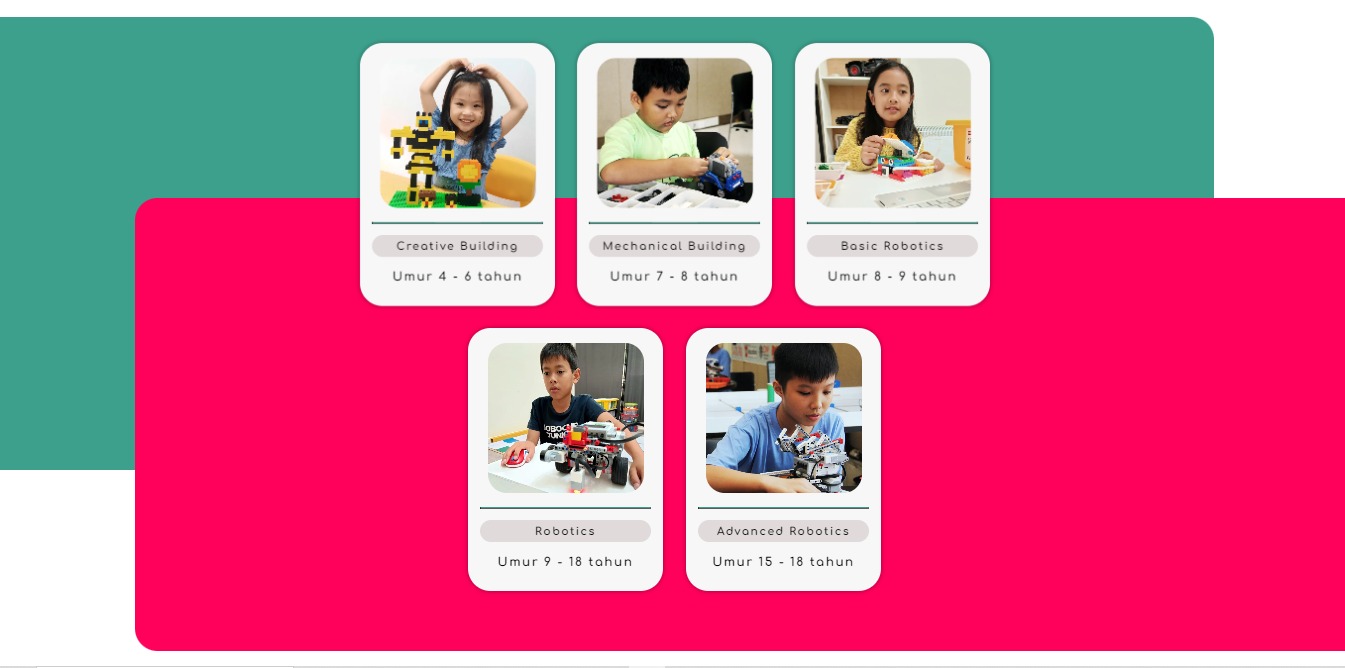 Creative Building
Umur 4 - 6 tahun
Mechanical Building
Umur 7 - 8 tahun
Basic Robotics
Umur 8 - 9 tahun
Robotics
Umur 9 - 18 tahun
Advanced Robotics
Umur 15 - 18 tahun